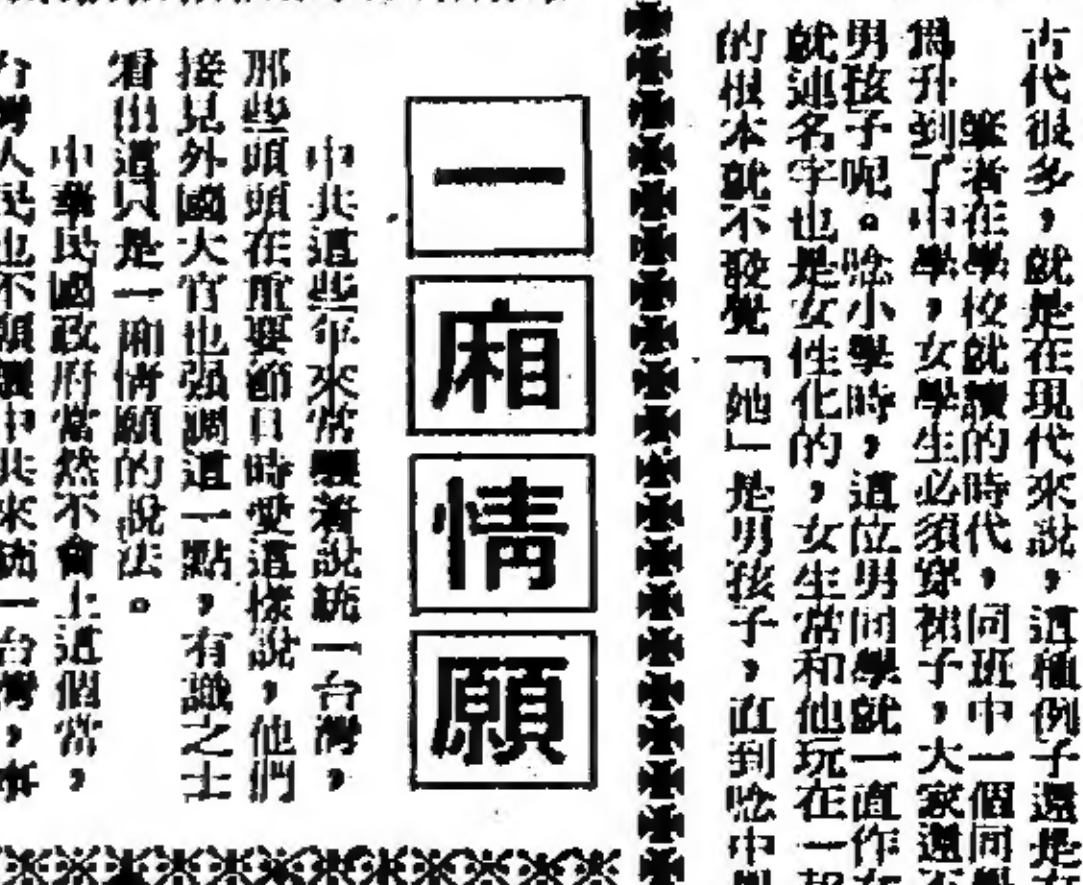 古代很多，就是在現代來說，這種例子還是有
筆者在學校就讀的時代，同班中一個同學
爲升到了中學，女學生必須穿裙子，大家還不
男孩子呢。唸小學時，這位男同學就一直作
就連名字也是女性化的，女生常和他玩在一起
的根本就不發覺「她」是男孩子，直到唸中學
一廂情願
中共這些年來常嚷着說統一台灣，
那些頭頭在重要節日時愛這樣說，他們
接見外國大官也强調這一點，有識之士
看出這只是一廂情願的說法。
中華民國政府當然不會上這個當，
台灣人民也不願讓中共來統一台灣，事